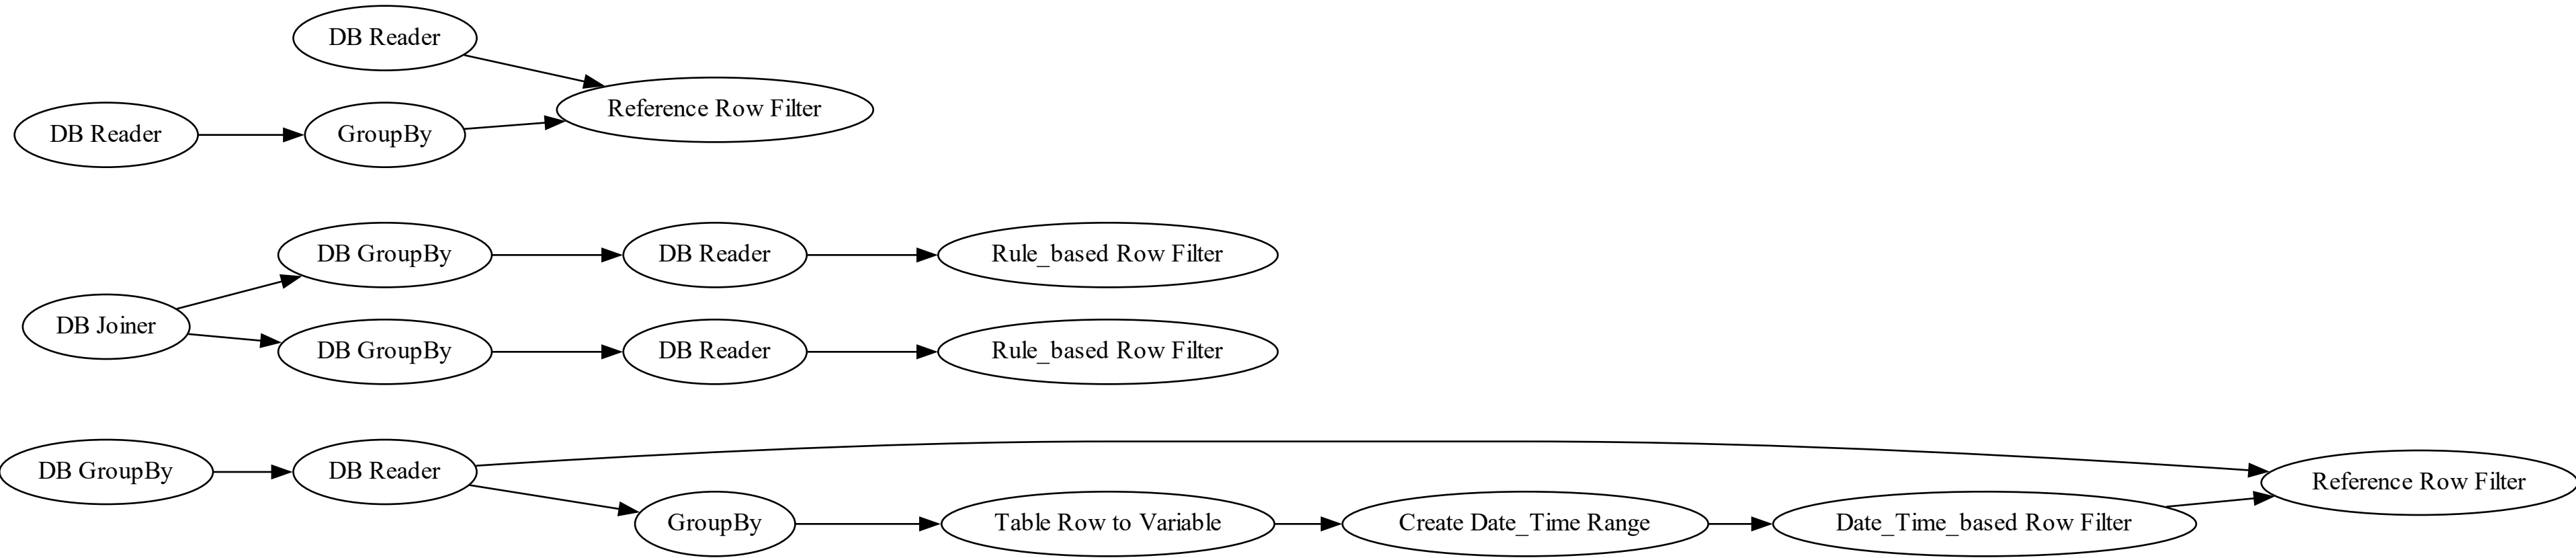 DB Reader
Reference Row Filter
DB Reader
GroupBy
DB GroupBy
DB Reader
Rule_based Row Filter
DB Joiner
DB GroupBy
DB Reader
Rule_based Row Filter
DB GroupBy
DB Reader
Reference Row Filter
GroupBy
Table Row to Variable
Create Date_Time Range
Date_Time_based Row Filter